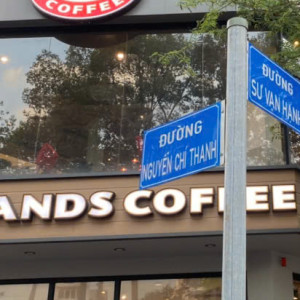 COFFEE
ĐƯỜNG
SƯ VẠN HẠNH
ĐƯỜNG
NGUYỄN CHÍ THANH
ANDS COFFEE